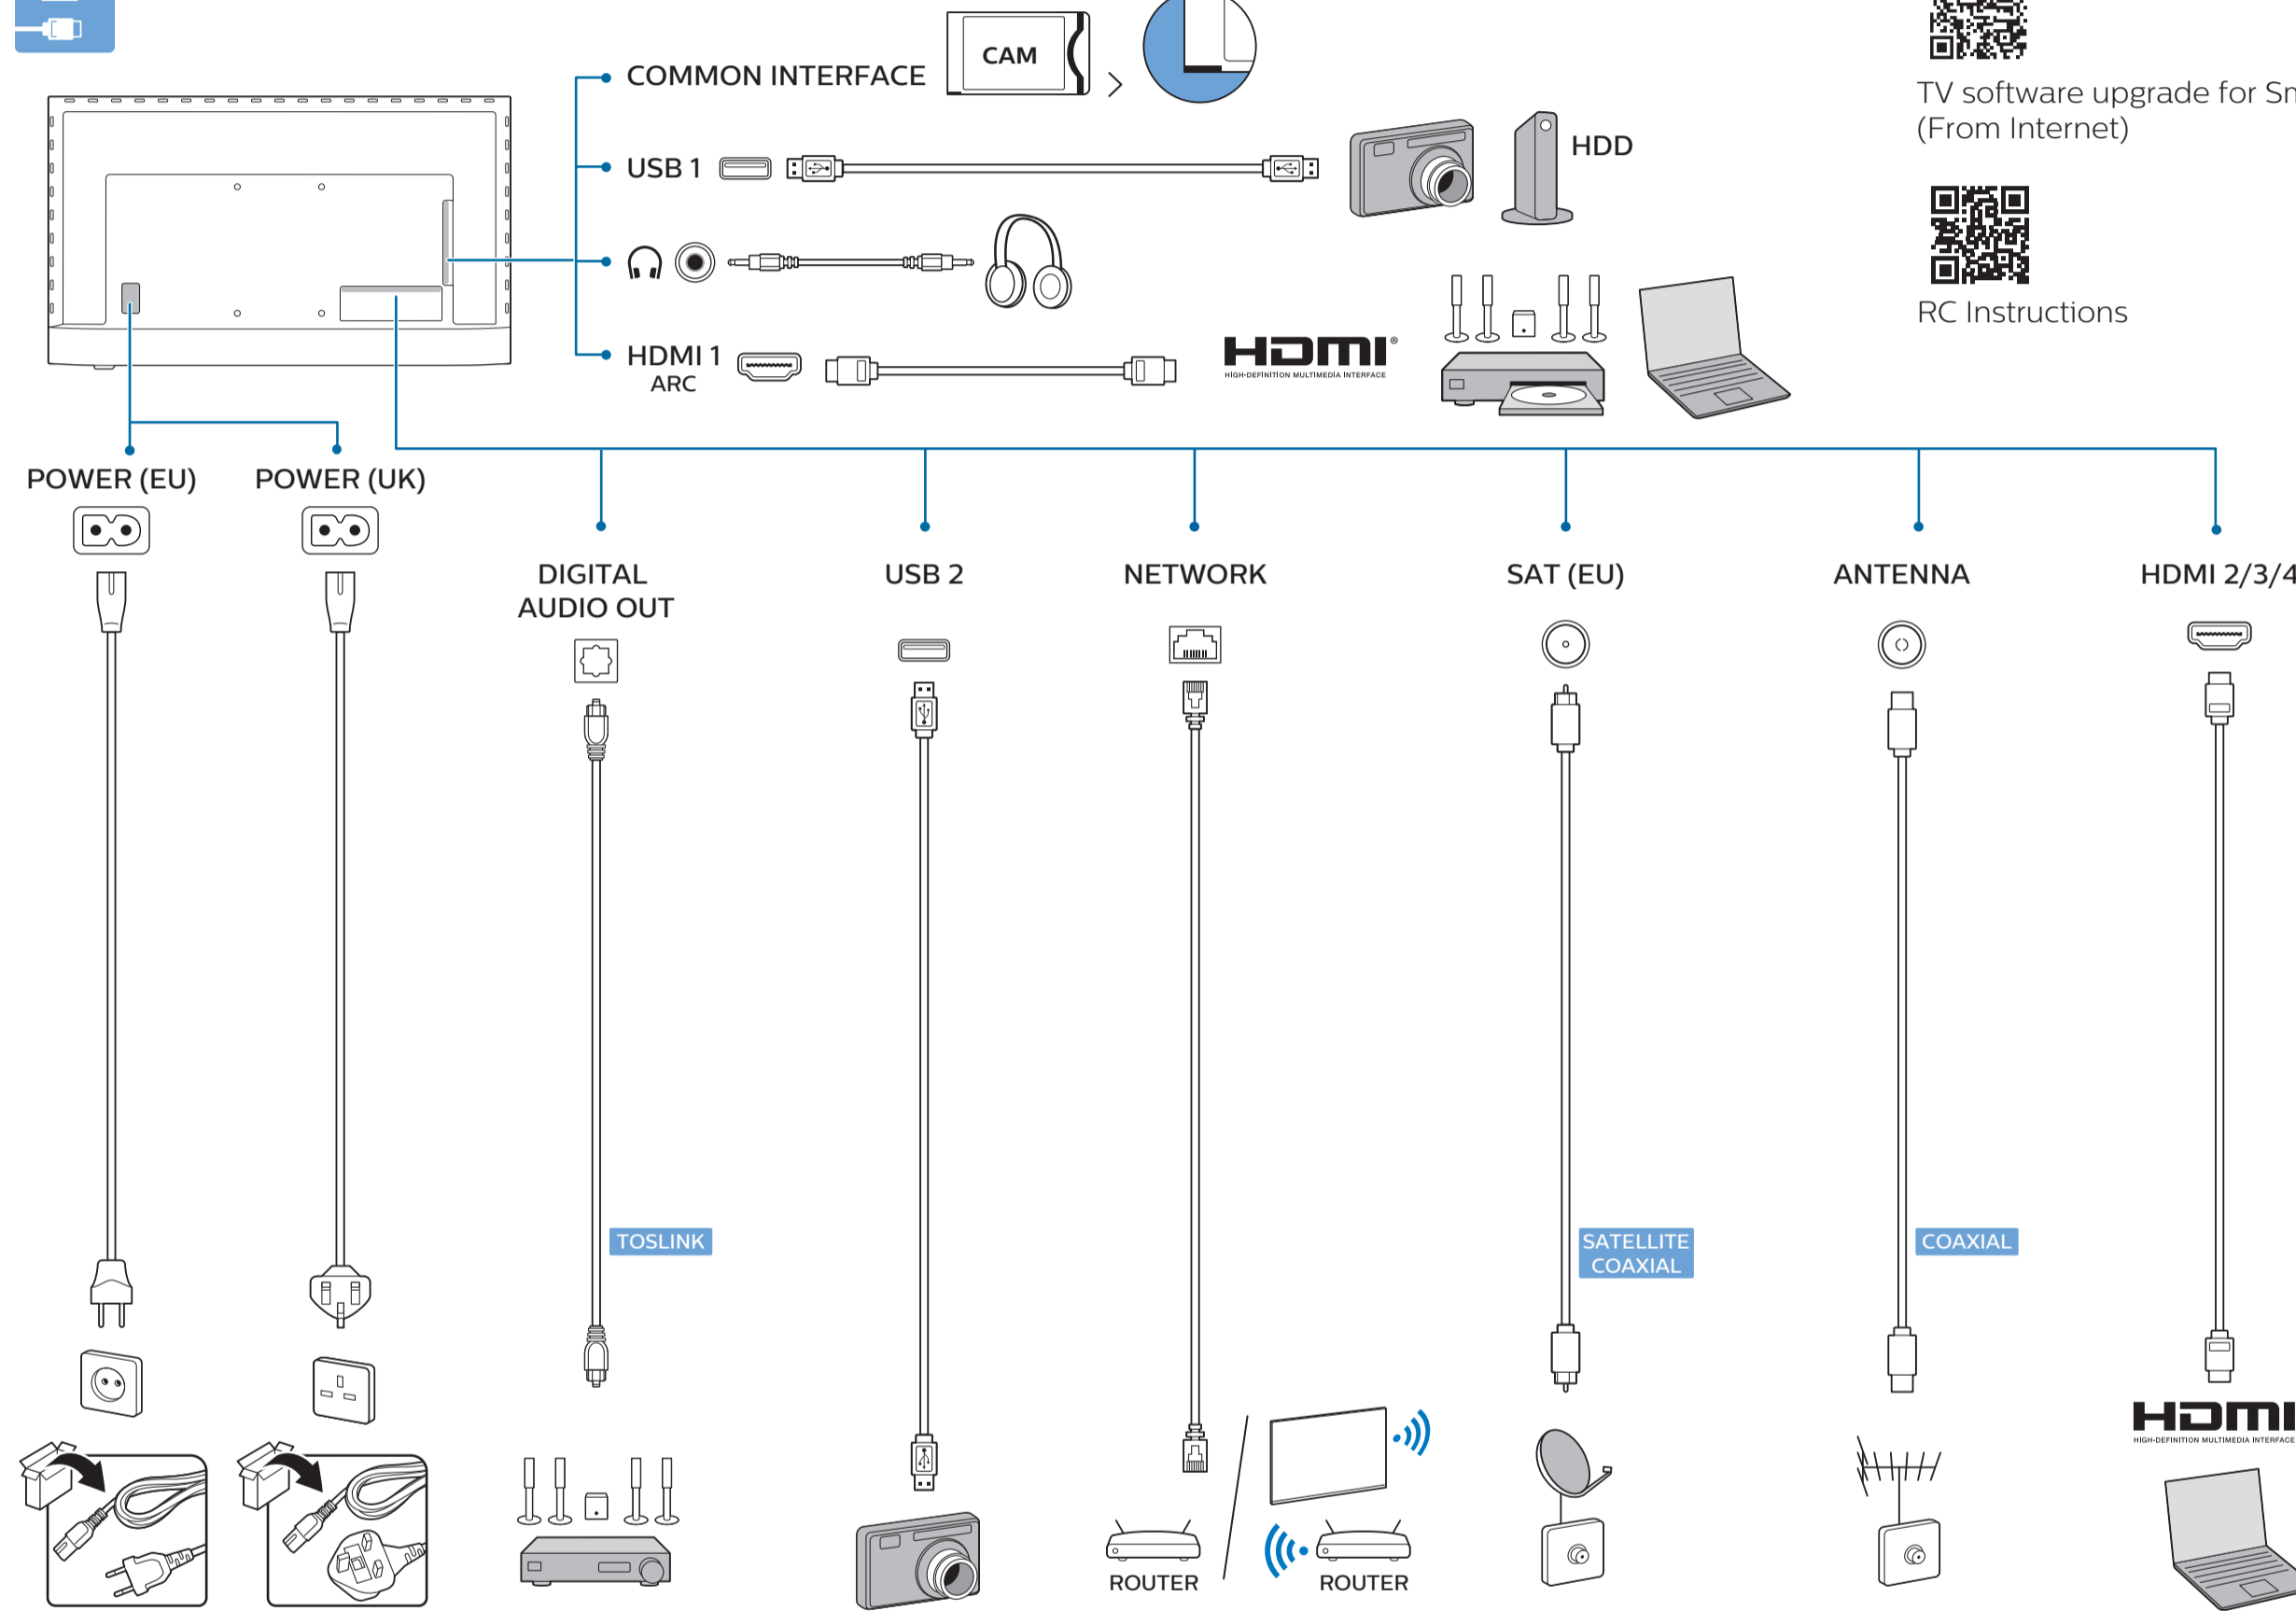 COMMON INTERFACE
CAM
TV software upgrade for Sm
(From Internet)
USB 1
HDD
RC Instructions
HDMI 1
ARC
HDMI®
HIGH-DEFINITION MULTIMEDIA INTERFACE
POWER (EU)
POWER (UK)
DIGITAL
AUDIO OUT
USB 2
NETWORK
SAT (EU)
ANTENNA
HDMI 2/3/4
TOSLINK
SATELLITE
COAXIAL
COAXIAL
HDMI
HIGH-DEFINITION MULTIMEDIA INTERFACE
ROUTER
ROUTER